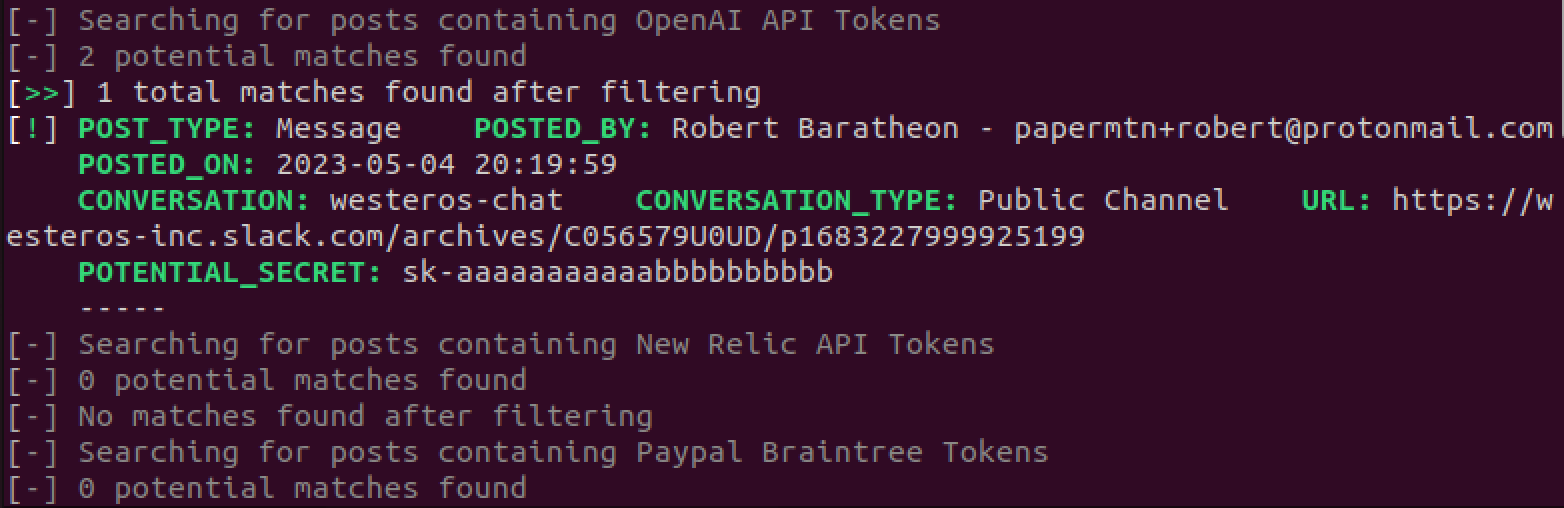 [-] Searching for posts containing OpenAI API Tokens
[-] 2 potential matches found
[>>] 1 total matches found after filtering
[!] POST_TYPE: Message    POSTED_BY: Robert Baratheon - papermtn+robert@protonmail.com
    POSTED_ON: 2023-05-04 20:19:59
    CONVERSATION: westeros-chat    CONVERSATION_TYPE: Public Channel    URL: https://w
esteros-inc.slack.com/archives/C056579U0UD/p1683227999925199
    POTENTIAL_SECRET: sk-aaaaaaaaaaabbbbbbbbbb
    -----
[-] Searching for posts containing New Relic API Tokens
[-] 0 potential matches found
[-] No matches found after filtering
[-] Searching for posts containing Paypal Braintree Tokens
[-] 0 potential matches found